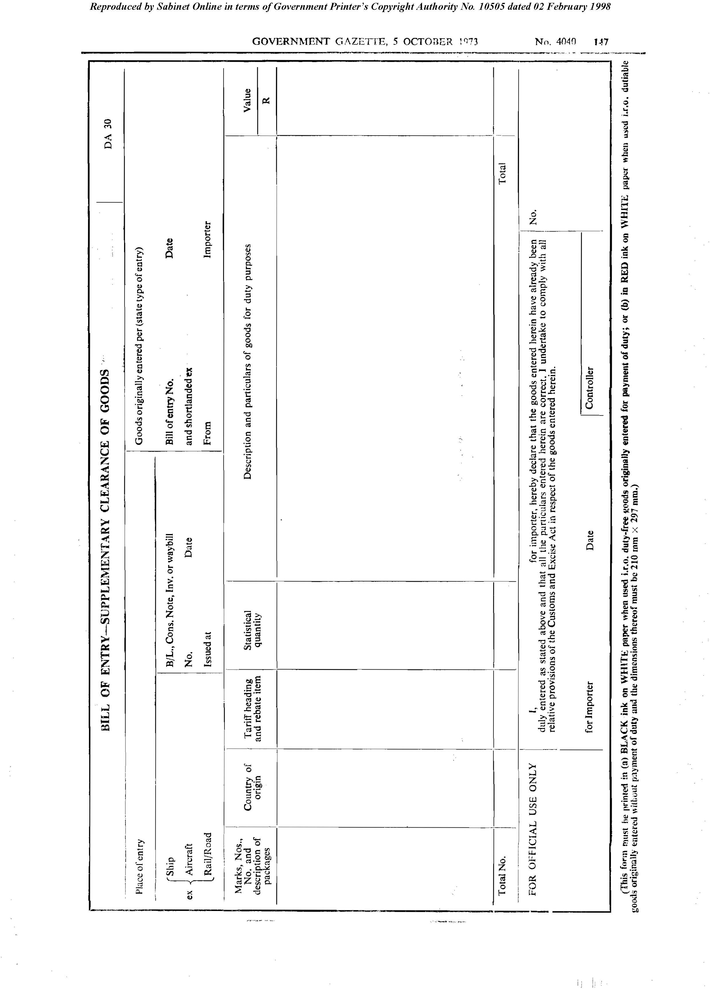 Reproduced by Sabinet Online in terms of Government Printer's Copyright Authority No. 10505 dated 02 February 1998
GOVERNMENT GAZETTE, 5 OCTOBER 1973 No. 4040 147
BILL OF ENTRY—SUPPLEMENTARY CLEARANCE OF GOODS DA 30
Place of entry
Goods originally entered per (state type of entry)
ex
Ship
Aircraft
Rail/Road
B/L., Cons. Note, Inv. or waybill
No. Date
Issued at
Bill of entry No. Date
and shortlanded ex
From Importer
Marks, Nos.,
No. and
description of
packages
Country of
origin
Tariff heading
and rebate item
Statistical
quantity
Description and particulars of goods for duty purposes
Value
R
Total No.
Total
FOR OFFICIAL USE ONLY
I, for importer, hereby declare that the goods entered herein have already been
duly entered as stated above and that all the particulars entered herein are correct. I undertake to comply with all
relative provisions of the Customs and Excise Act in respect of the goods entered herein.
for Importer Date
Controller
No.
(This form must be printed in (a) BLACK ink on WHITE paper when used i.r.o. duty-free goods originally entered for payment of duty; or (b) in RED ink on WHITE paper when used i.r.o. dutiable
goods originally entered without payment of duty and the dimensions thereof must be 210 mm × 297 mm.)